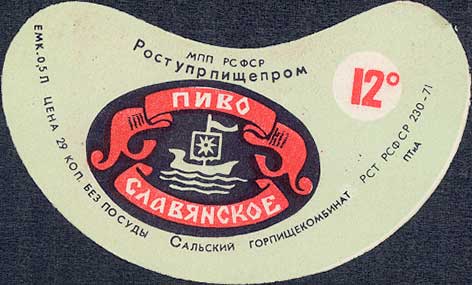 МПП РСФСР
Роступрпищепром
12°
ПИВО
СЛАВЯНСКОЕ
ЕМК. 0,5 Л ЦЕНА 29 КОП. БЕЗ ПОСУДЫ
Сальский горпищекомбинат
РСТ РСФСР 230-71